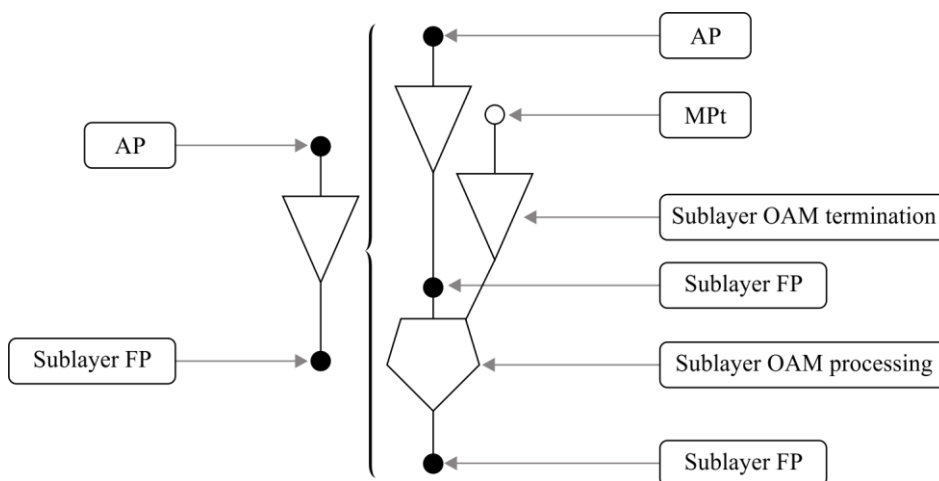 AP
Sublayer FP
AP
MPt
Sublayer OAM termination
Sublayer FP
Sublayer OAM processing
Sublayer FP